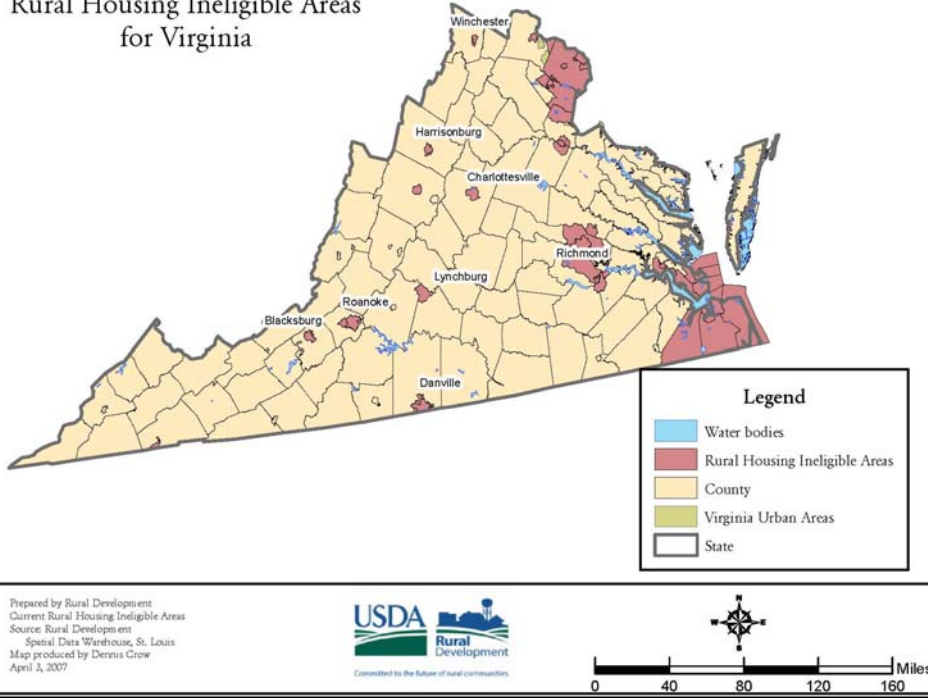 Rural Housing Ineligible Areas
for Virginia
Winchester
Harrisonburg
Charlottesville
Richmond
Lynchburg
Roanoke
Blacksburg
Danville
Legend
Water bodies
Rural Housing Ineligible Areas
County
Virginia Urban Areas
State
Prepared by Rural Development
Current Rural Housing Ineligible Areas
Source: Rural Development
Spatial Data Warehouse, St. Louis
Map produced by Dennis Crow
April 3, 2007
USDA
Rural
Development
Committed to the future of rural communities
N
W E
S
Miles
0 40 80 120 160